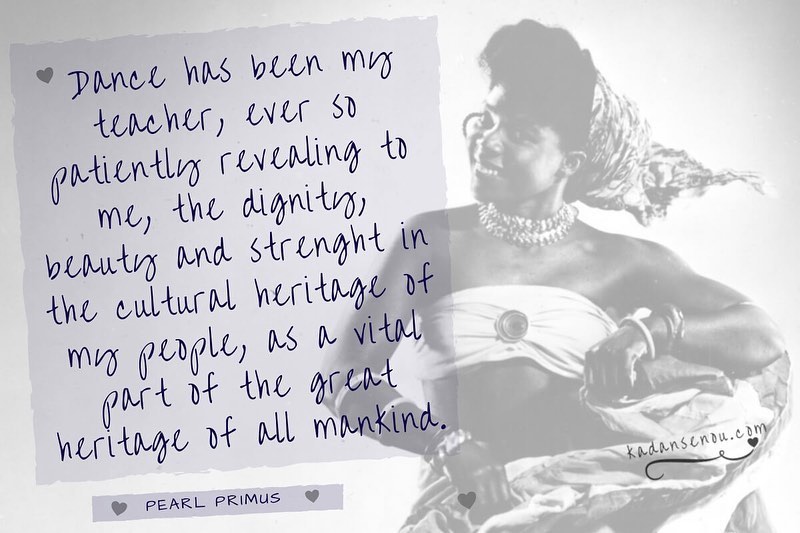 Dance has been my
teacher, ever so
patiently revealing to
me, the dignity,
beauty and strenght in
the cultural heritage of
my people, as a vital
part of the great
heritage of all mankind.
PEARL PRIMUS
kadansenou.com